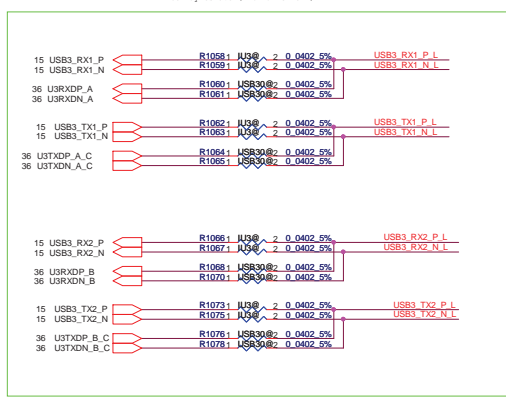 15 USB3_RX1_P R1058 1 IU3@ 2 0_0402_5% USB3_RX1_P_L
15 USB3_RX1_N R1059 1 IU3@ 2 0_0402_5% USB3_RX1_N_L
36 U3RXDP_A R1060 1 USB30@ 2 0_0402_5%
36 U3RXDN_A R1061 1 USB30@ 2 0_0402_5%
15 USB3_TX1_P R1062 1 IU3@ 2 0_0402_5% USB3_TX1_P_L
15 USB3_TX1_N R1063 1 IU3@ 2 0_0402_5% USB3_TX1_N_L
36 U3TXDP_A_C R1064 1 USB30@ 2 0_0402_5%
36 U3TXDN_A_C R1065 1 USB30@ 2 0_0402_5%
15 USB3_RX2_P R1066 1 IU3@ 2 0_0402_5% USB3_RX2_P_L
15 USB3_RX2_N R1067 1 IU3@ 2 0_0402_5% USB3_RX2_N_L
36 U3RXDP_B R1068 1 USB30@ 2 0_0402_5%
36 U3RXDN_B R1070 1 USB30@ 2 0_0402_5%
15 USB3_TX2_P R1073 1 IU3@ 2 0_0402_5% USB3_TX2_P_L
15 USB3_TX2_N R1075 1 IU3@ 2 0_0402_5% USB3_TX2_N_L
36 U3TXDP_B_C R1076 1 USB30@ 2 0_0402_5%
36 U3TXDN_B_C R1078 1 USB30@ 2 0_0402_5%